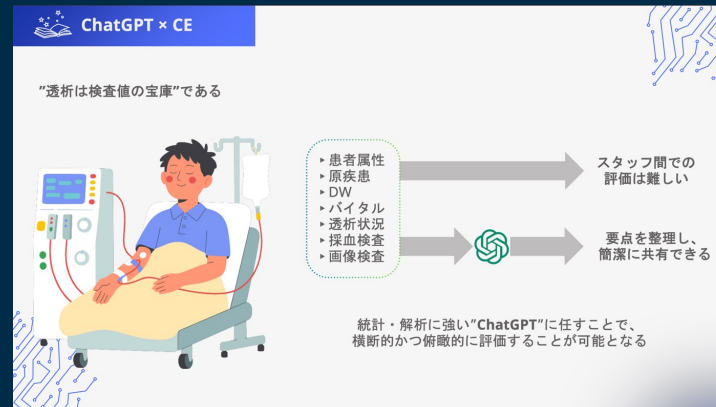 ChatGPT × CE
”透析は検査値の宝庫”である
▸患者属性
▸原疾患
▸DW
▸バイタル
▸透析状況
▸採血検査
▸画像検査
スタッフ間での
評価は難しい
要点を整理し、
簡潔に共有できる
統計・解析に強い”ChatGPT”に任すことで、
横断的かつ俯瞰的に評価することが可能となる